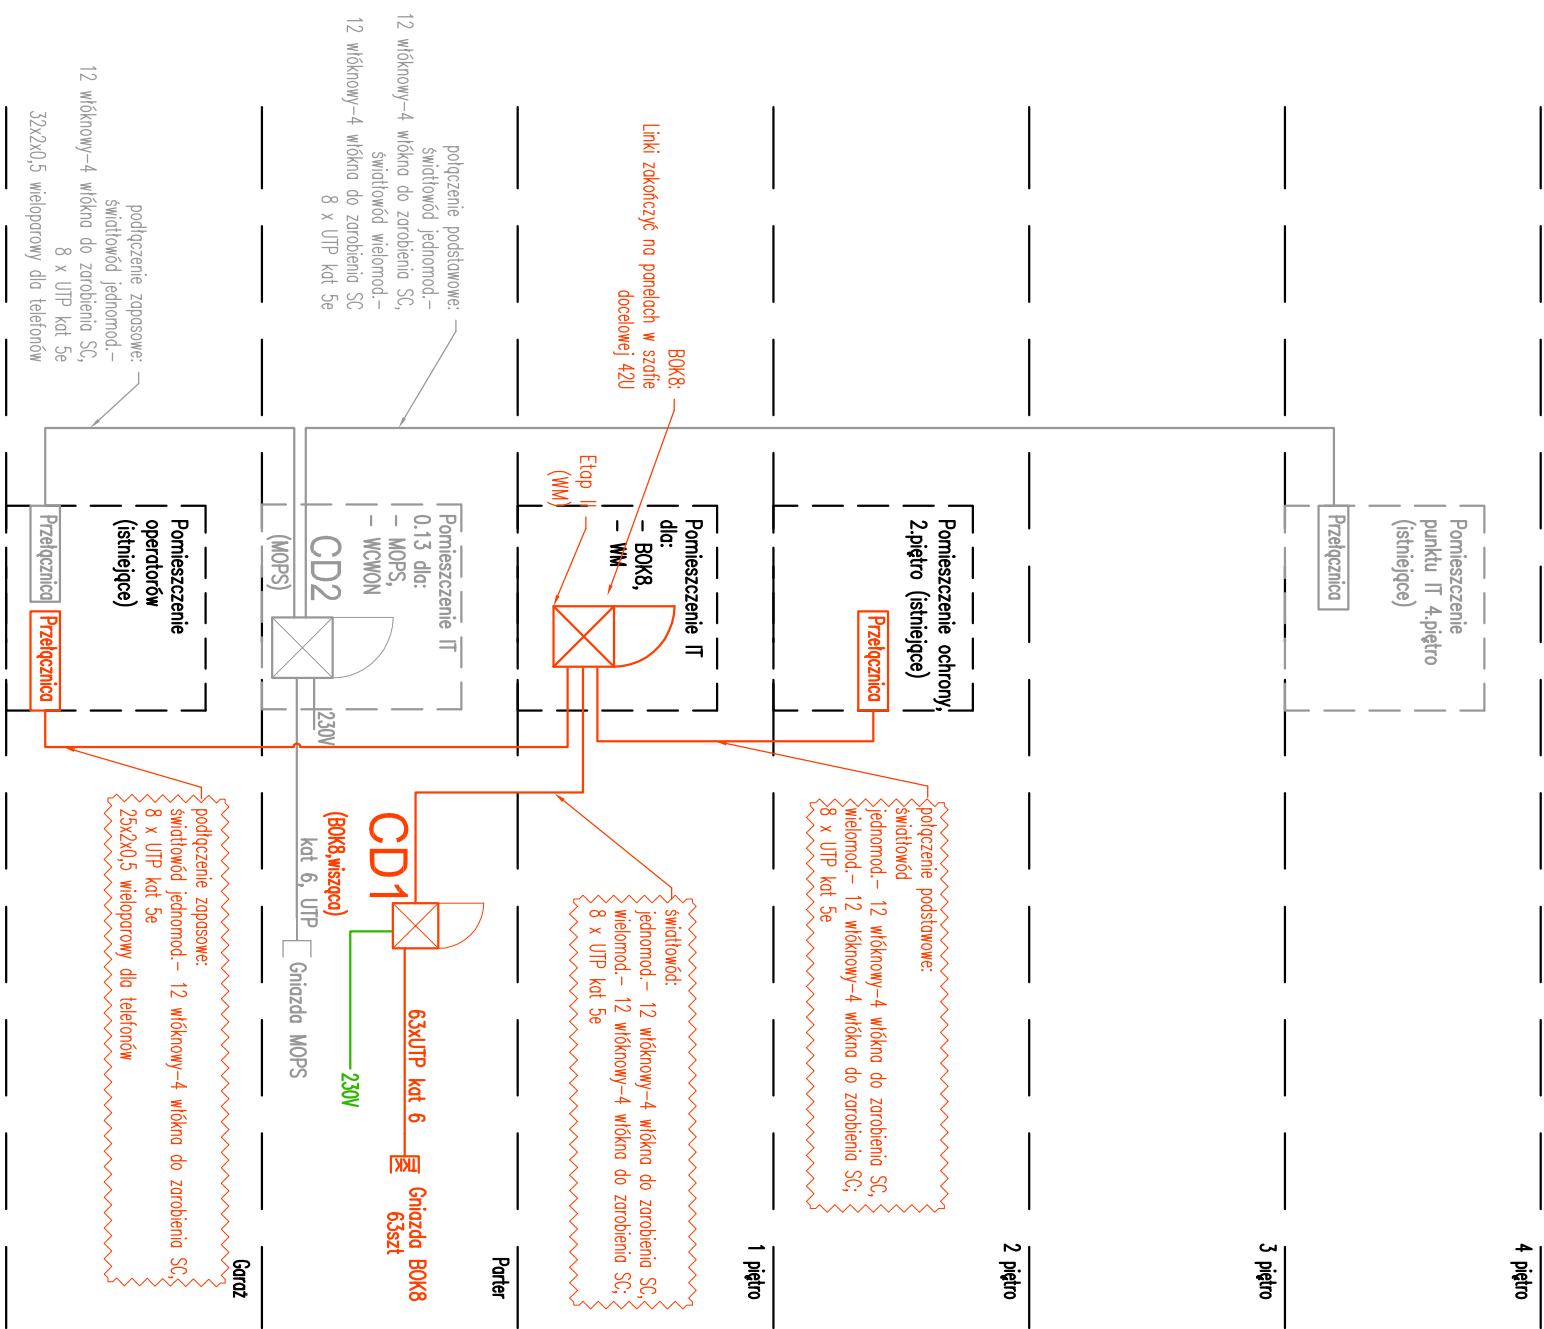 4 piętro
Pomieszczenie
punktu IT 4.piętro
(istniejące)
Przełącznica
3 piętro
2 piętro
Pomieszczenie ochrony,
2.piętro (istniejące)
Przełącznica
połączenie podstawowe:
światłowód
jednomod.- 12 włóknowy-4 włókna do zarobienia SC,
wielomod.- 12 włóknowy-4 włókna do zarobienia SC;
8 x UTP kat 5e
1 piętro
BOK8:
Linki zakończyć na panelach w szafie
docelowej 42U
Etap II
(WM)
Pomieszczenie IT
dla:
- BOK8,
- WM
światłowód:
jednomod.- 12 włóknowy-4 włókna do zarobienia SC,
wielomod.- 12 włóknowy-4 włókna do zarobienia SC;
8 x UTP kat 5e
Parter
połączenie podstawowe:
światłowód jednomod.-
12 włóknowy-4 włókna do zarobienia SC,
światłowód wielomod.-
12 włóknowy-4 włókna do zarobienia SC
8 x UTP kat 5e
Pomieszczenie IT
0.13 dla:
- MOPS,
- WCWON
CD2
(MOPS)
230V
CD1
(BOK8,wisząca)
kat 6, UTP
Gniazda MOPS
230V
63xUTP kat 6
Gniazda BOK8
63szt
Garaż
podłączenie zapasowe:
światłowód jednomod.-
12 włóknowy-4 włókna do zarobienia SC,
8 x UTP kat 5e
32x2x0,5 wieloparowy dla telefonów
Pomieszczenie
operatorów
(istniejące)
Przełącznica
Przełącznica
podłączenie zapasowe:
światłowód jednomod.- 12 włóknowy-4 włókna do zarobienia SC,
8 x UTP kat 5e
25x2x0,5 wieloparowy dla telefonów